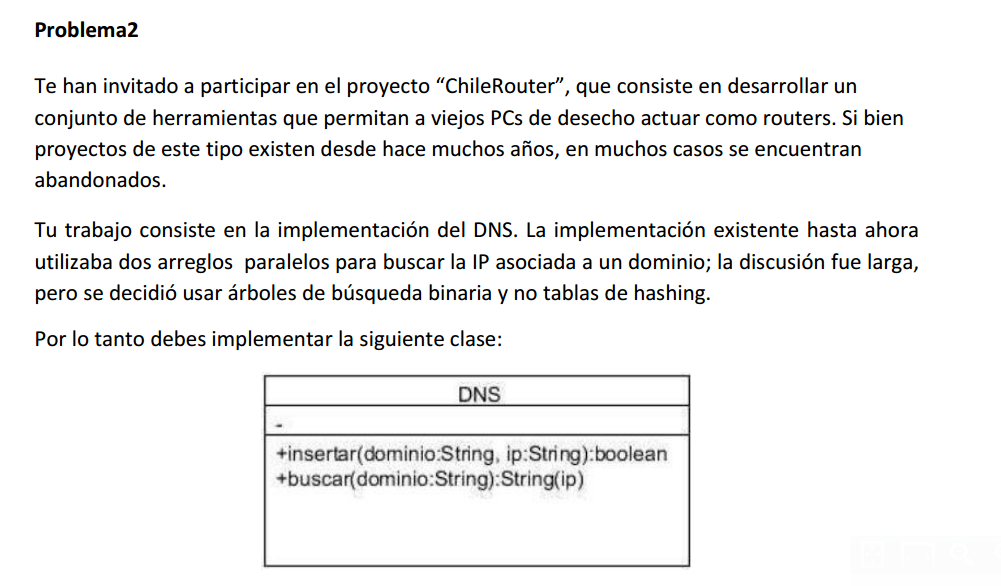 Problema2
Te han invitado a participar en el proyecto “ChileRouter”, que consiste en desarrollar un
conjunto de herramientas que permitan a viejos PCs de desecho actuar como routers. Si bien
proyectos de este tipo existen desde hace muchos años, en muchos casos se encuentran
abandonados.
Tu trabajo consiste en la implementación del DNS. La implementación existente hasta ahora
utilizaba dos arreglos paralelos para buscar la IP asociada a un dominio; la discusión fue larga,
pero se decidió usar árboles de búsqueda binaria y no tablas de hashing.
Por lo tanto debes implementar la siguiente clase:
DNS
-
+insertar(dominio:String, ip:String):boolean
+buscar(dominio:String):String(ip)